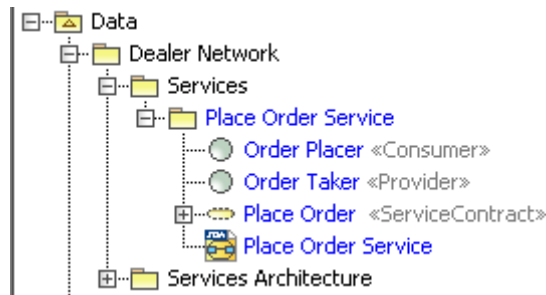 Data
Dealer Network
Services
Place Order Service
Order Placer «Consumer»
Order Taker «Provider»
Place Order «ServiceContract»
Place Order Service
Services Architecture